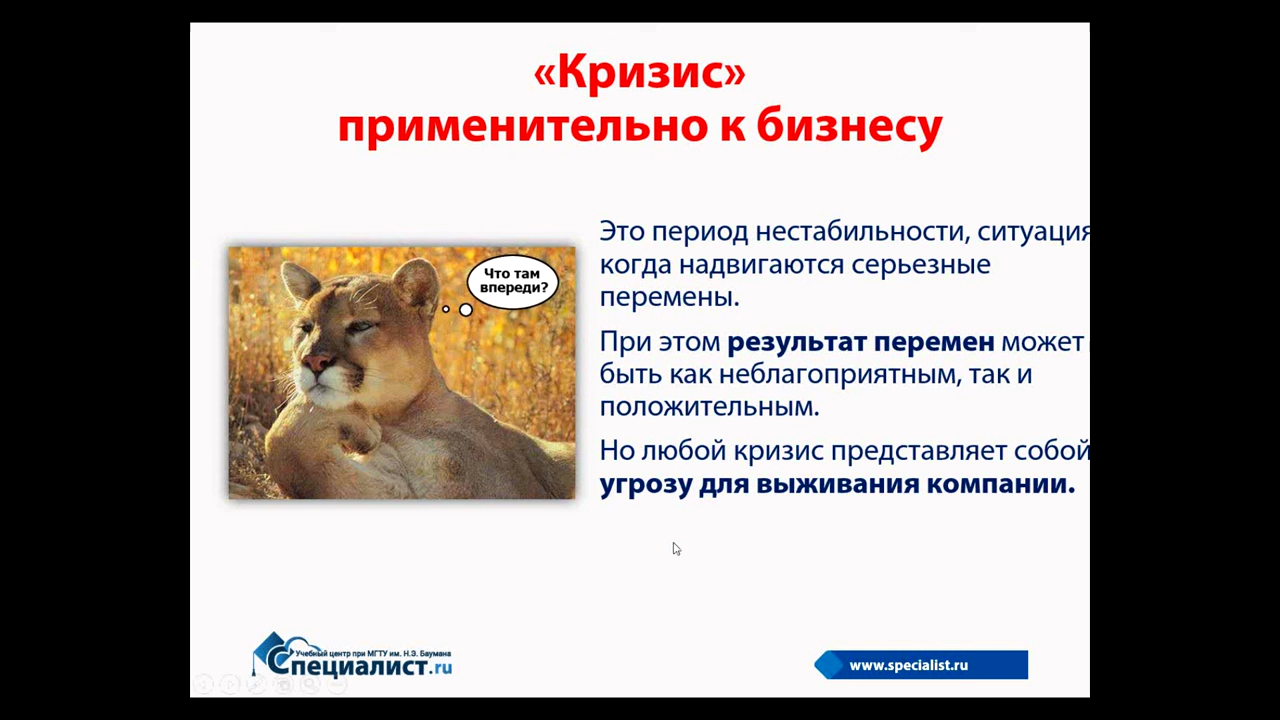 «Кризис»
применительно к бизнесу
Что там
впереди?
Это период нестабильности, ситуация
когда надвигаются серьезные
перемены.
При этом результат перемен может
быть как неблагоприятным, так и
положительным.
Но любой кризис представляет собой
угрозу для выживания компании.
Учебный центр при МГТУ им. Н.Э. Баумана
Специалист.ru
www.specialist.ru